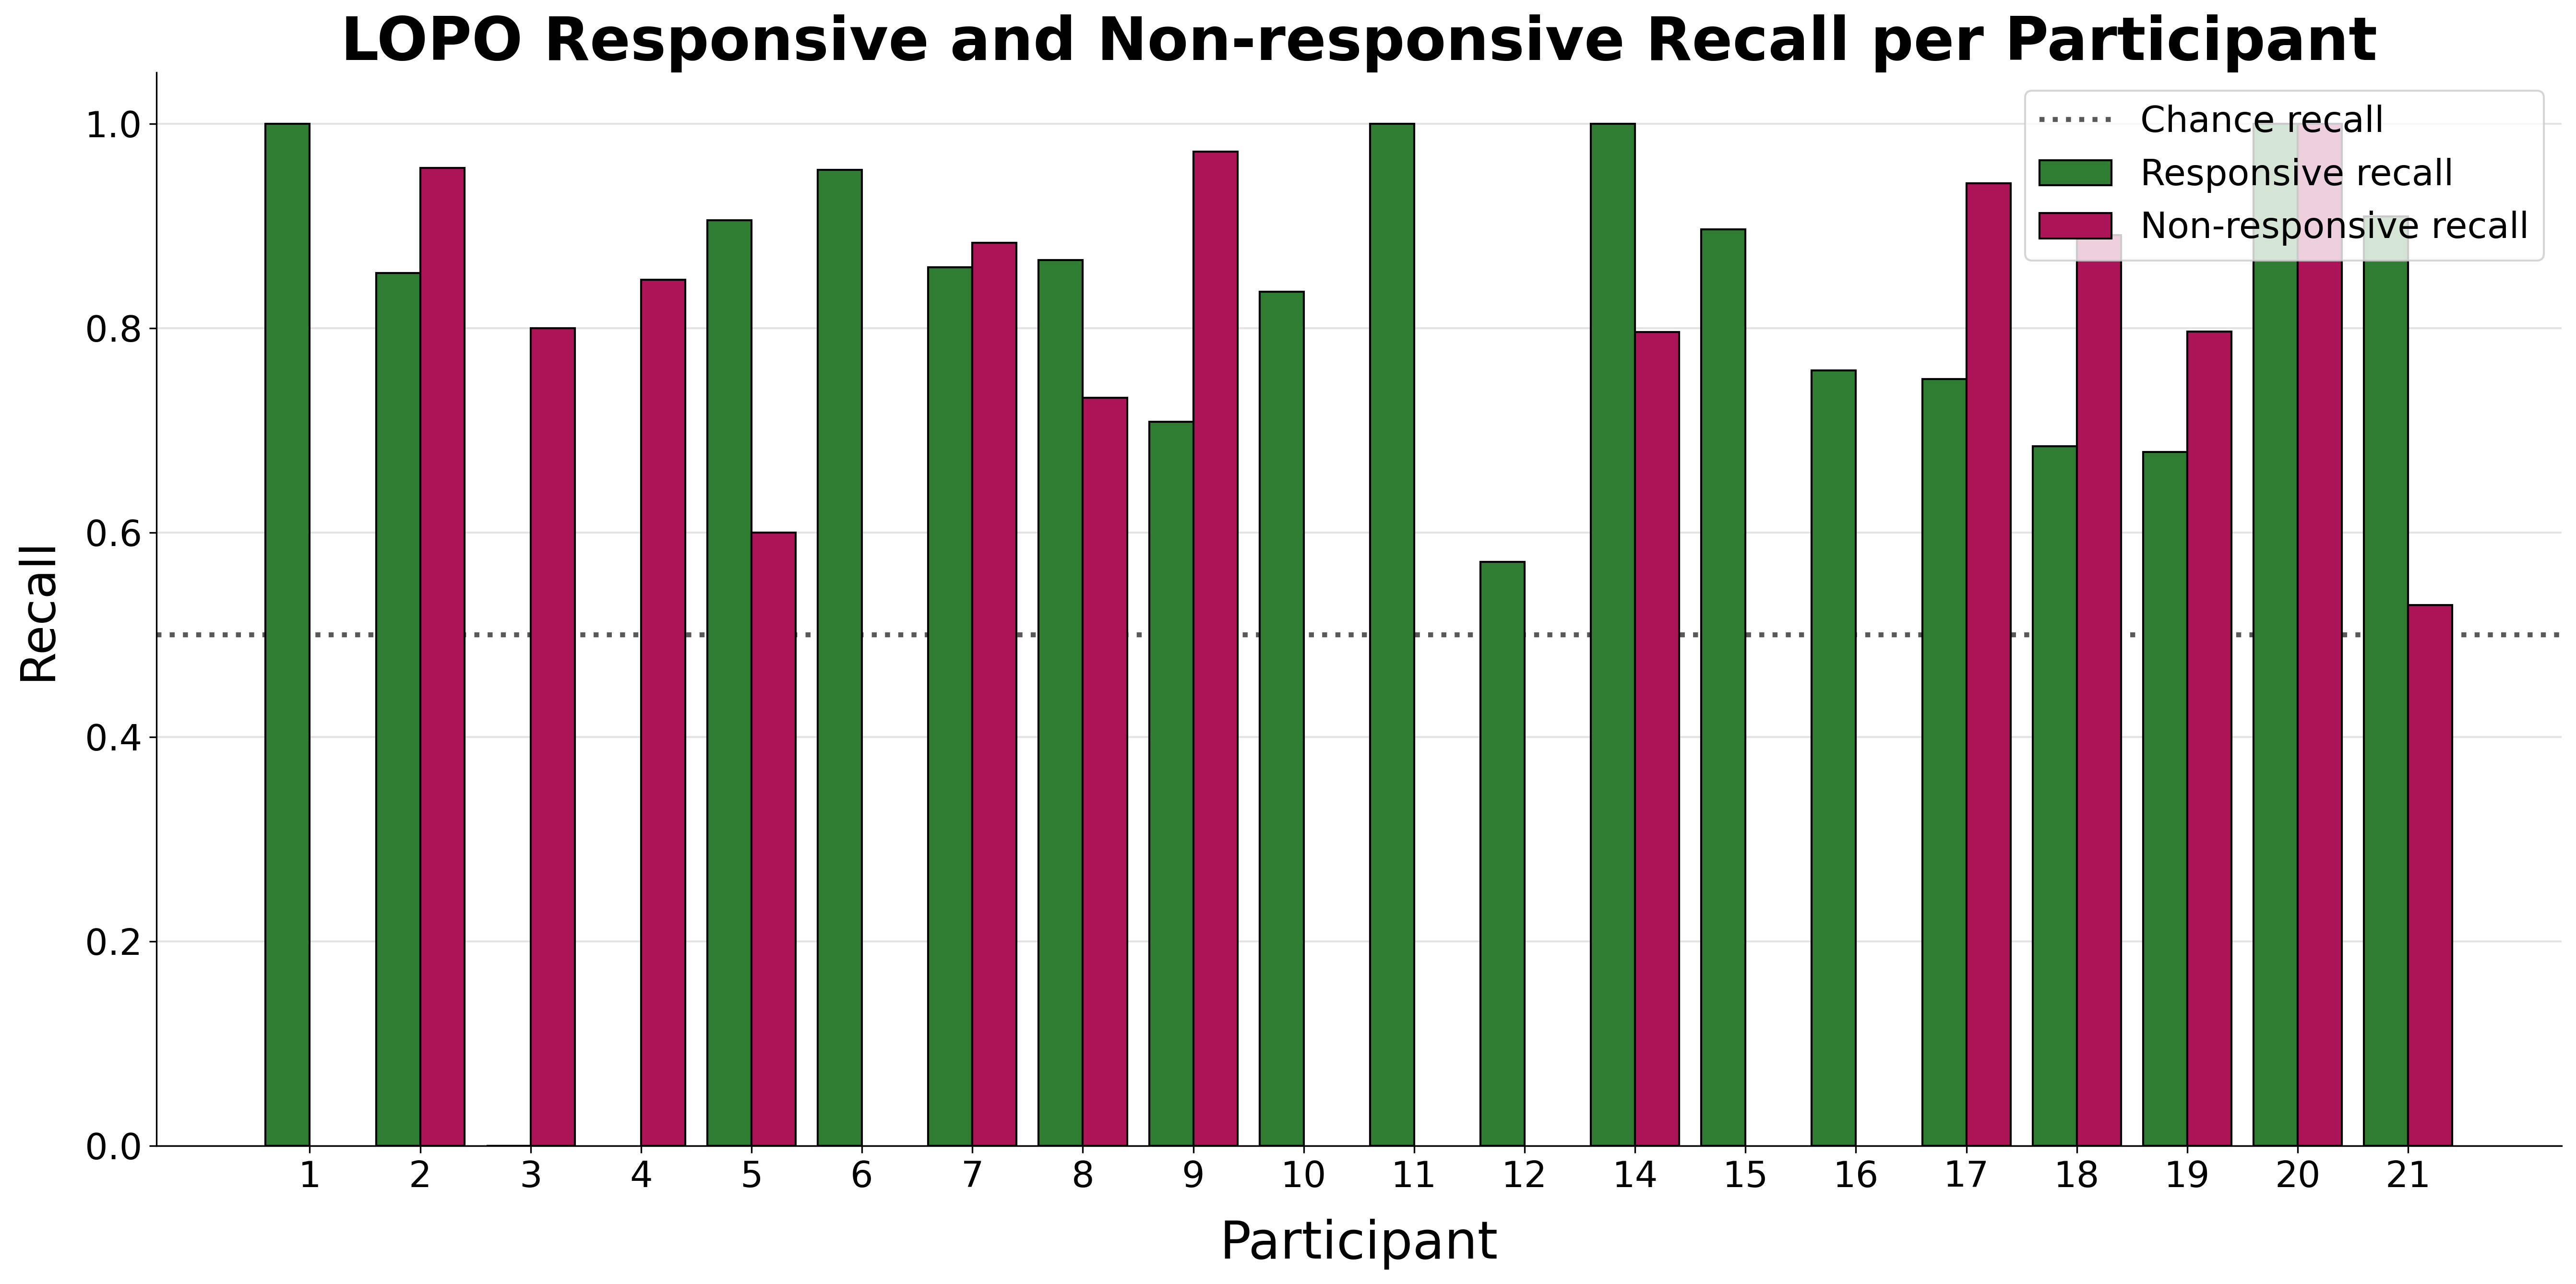 LOPO Responsive and Non-responsive Recall per Participant
Chance recall
Responsive recall
Non-responsive recall
1.0
0.8
0.6
0.4
0.2
0.0
Recall
1 2 3 4 5 6 7 8 9 10 11 12 14 15 16 17 18 19 20 21
Participant